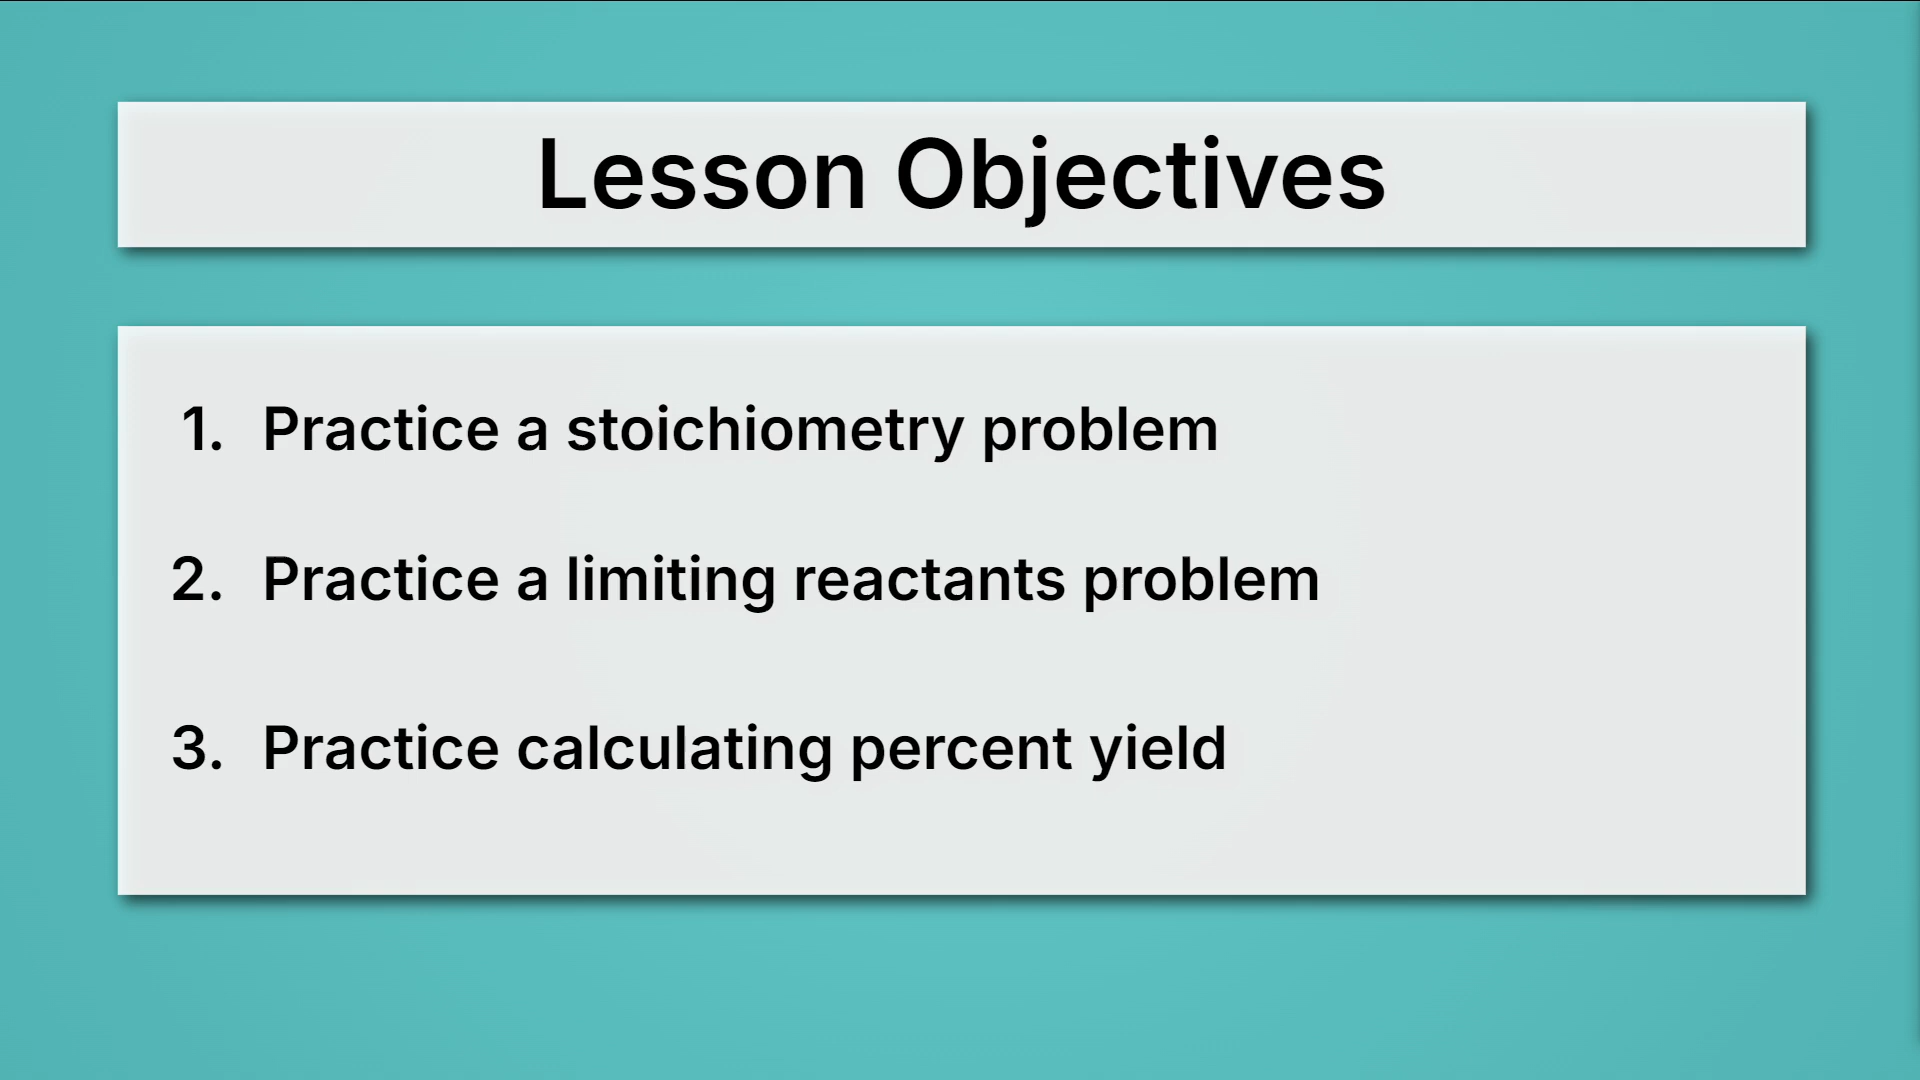 Lesson Objectives
1. Practice a stoichiometry problem
2. Practice a limiting reactants problem
3. Practice calculating percent yield